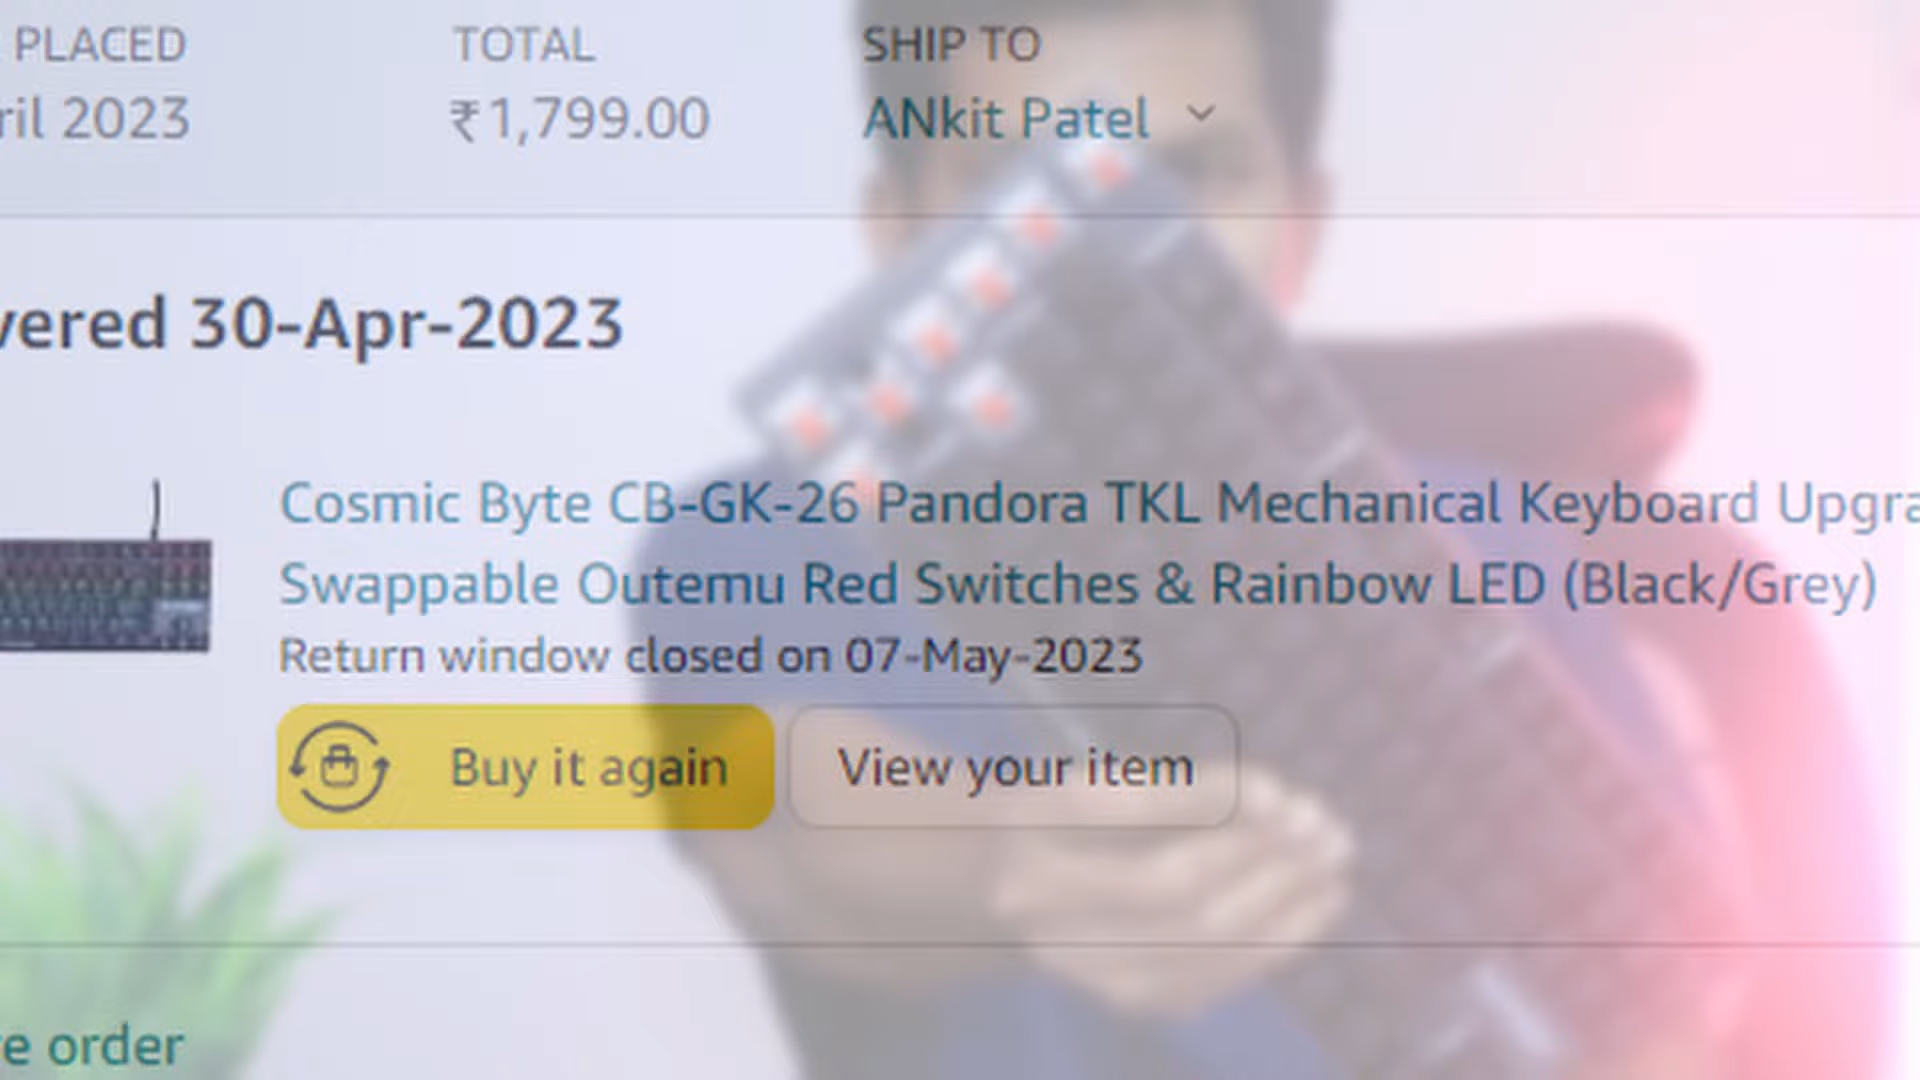 PLACED
TOTAL
SHIP TO
ril 2023
₹1,799.00
ANkit Patel
vered 30-Apr-2023
Cosmic Byte CB-GK-26 Pandora TKL Mechanical Keyboard Upgra
Swappable Outemu Red Switches & Rainbow LED (Black/Grey)
Return window closed on 07-May-2023
Buy it again
View your item
e order